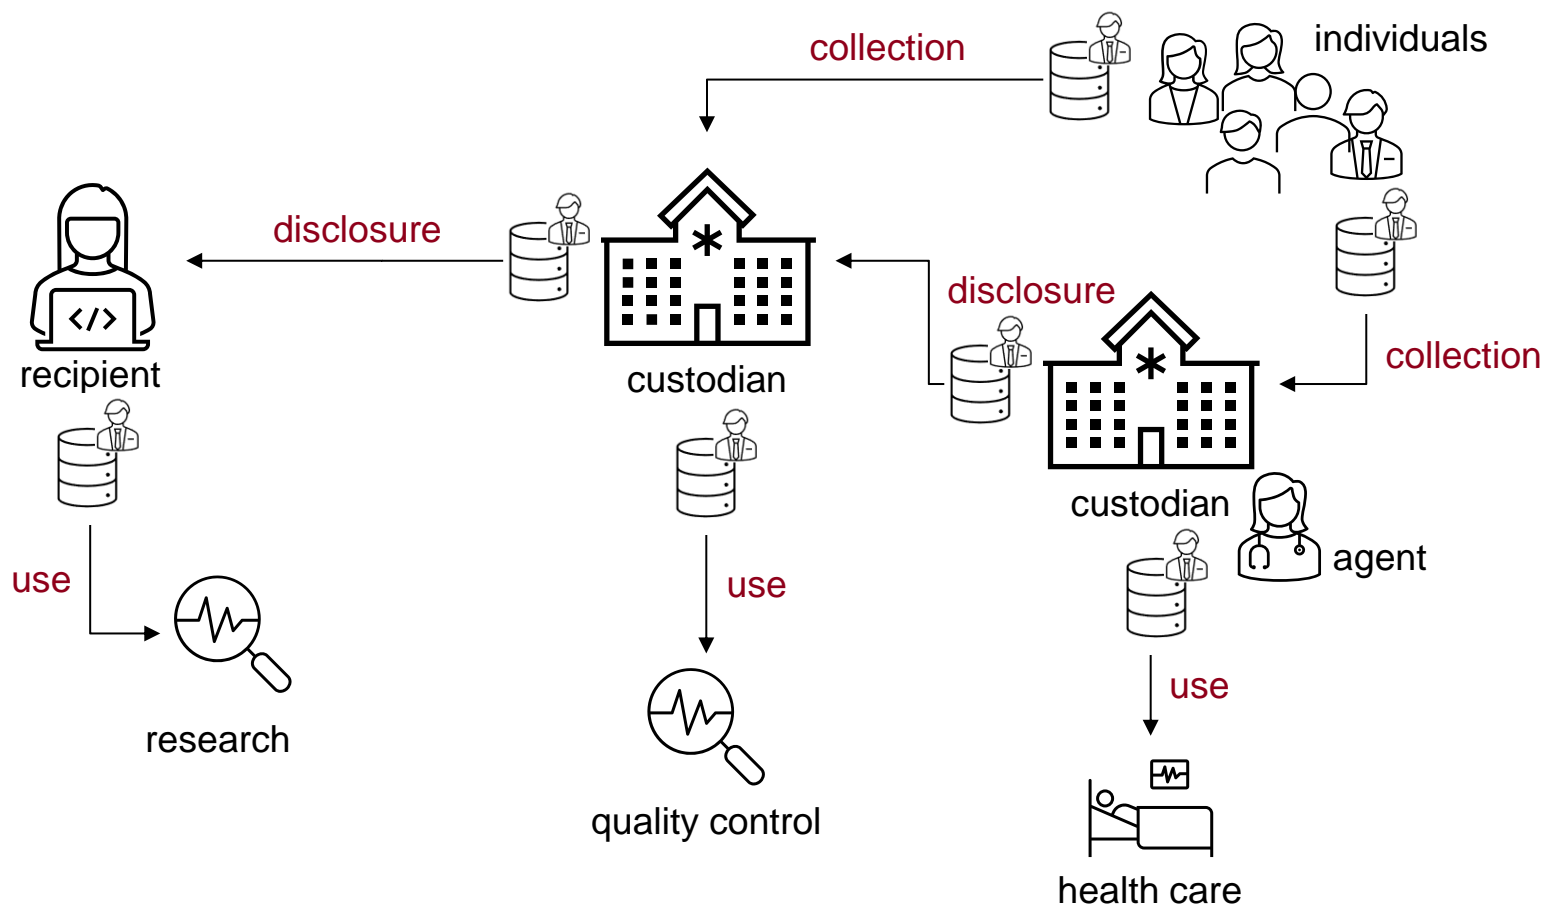 individuals
collection
disclosure
disclosure
collection
</>
recipient
custodian
custodian
agent
use
use
use
research
quality control
health care